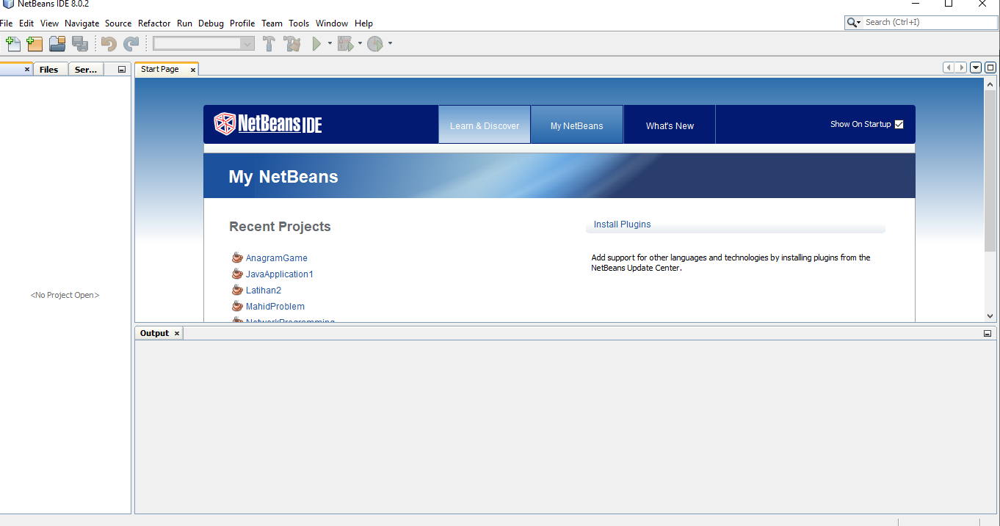 NetBeans IDE 8.0.2
File Edit View Navigate Source Refactor Run Debug Profile Team Tools Window Help
Search (Ctrl+I)
Files
Ser...
Start Page
NetBeans IDE
Learn & Discover
My NetBeans
What's New
Show On Startup
My NetBeans
Recent Projects
AnagramGame
JavaApplication1
Latihan2
MahidProblem
NetworkProgramming
Install Plugins
Add support for other languages and technologies by installing plugins from the
NetBeans Update Center.
<No Project Open>
Output